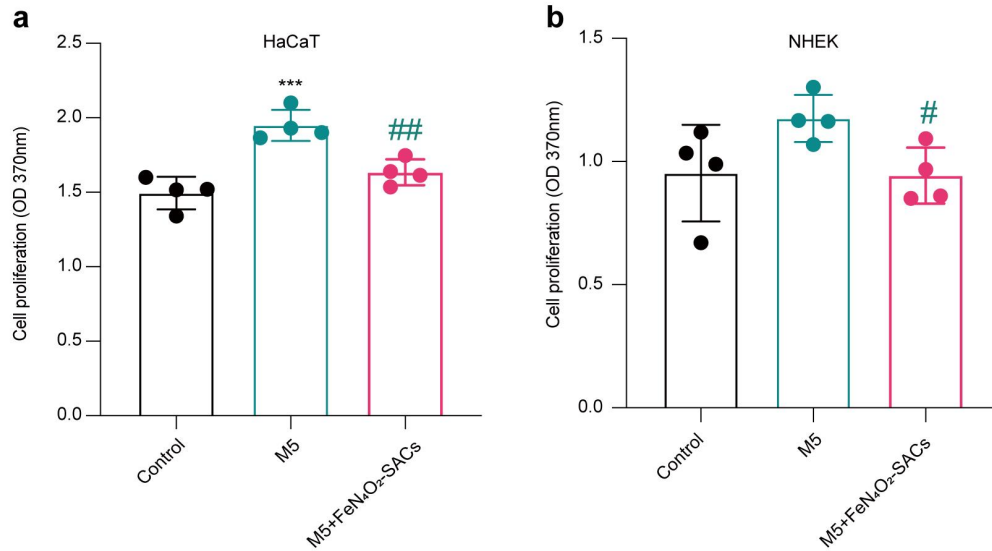 a
HaCaT
Cell proliferation (OD 370nm)
2.5
2.0
1.5
1.0
0.5
0.0
***
##
Control
M5
M5+FeN₄O₂-SACs
b
NHEK
Cell proliferation (OD 370nm)
1.5
1.0
0.5
0.0
#
Control
M5
M5+FeN₄O₂-SACs